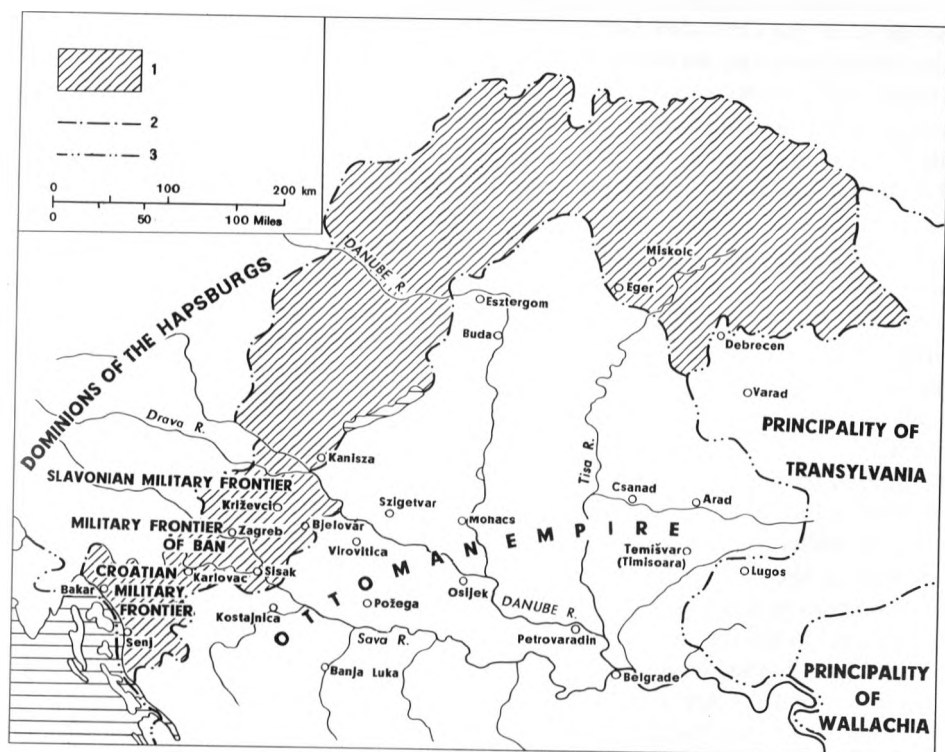 1
2
3
0 100 200 km
0 50 100 Miles
DOMINIONS OF THE HAPSBURGS
DANUBE R.
Miskolc
Eger
Esztergom
Buda
Debrecen
Varad
PRINCIPALITY OF
TRANSYLVANIA
Drava R.
Kanisza
Tisa R.
SLAVONIAN MILITARY FRONTIER
Križevci
Szigetvar
Csanad
Arad
MILITARY FRONTIER
OF BAN
Zagreb
Bjelovár
Mohacs
Virovitica
OTTOMAN EMPIRE
Temišvar
(Timisoara)
Lugos
CROATIAN
MILITARY
FRONTIER
Karlovac
Sisak
Bakar
Osijek
Požega
DANUBE R.
Kostajnica
Senj
Sava R.
Petrovaradin
Banja Luka
Belgrade
PRINCIPALITY
OF
WALLACHIA